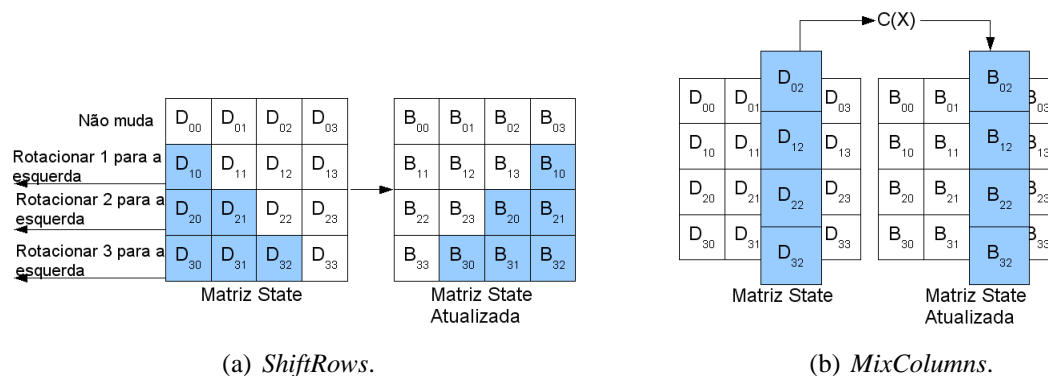 Não muda
D00 D01 D02 D03
B00 B01 B02 B03
Rotacionar 1 para a
esquerda
D10 D11 D12 D13
B11 B12 B13 B10
Rotacionar 2 para a
esquerda
D20 D21 D22 D23
B22 B23 B20 B21
Rotacionar 3 para a
esquerda
D30 D31 D32 D33
B33 B30 B31 B32
Matriz State
Matriz State
Atualizada
(a) ShiftRows.
C(X)
D00 D01 D02 D03
D10 D11 D12 D13
D20 D21 D22 D23
D30 D31 D32 D33
B00 B01 B02 B03
B10 B11 B12 B13
B20 B21 B22 B23
B30 B31 B32 B33
Matriz State
Matriz State
Atualizada
(b) MixColumns.